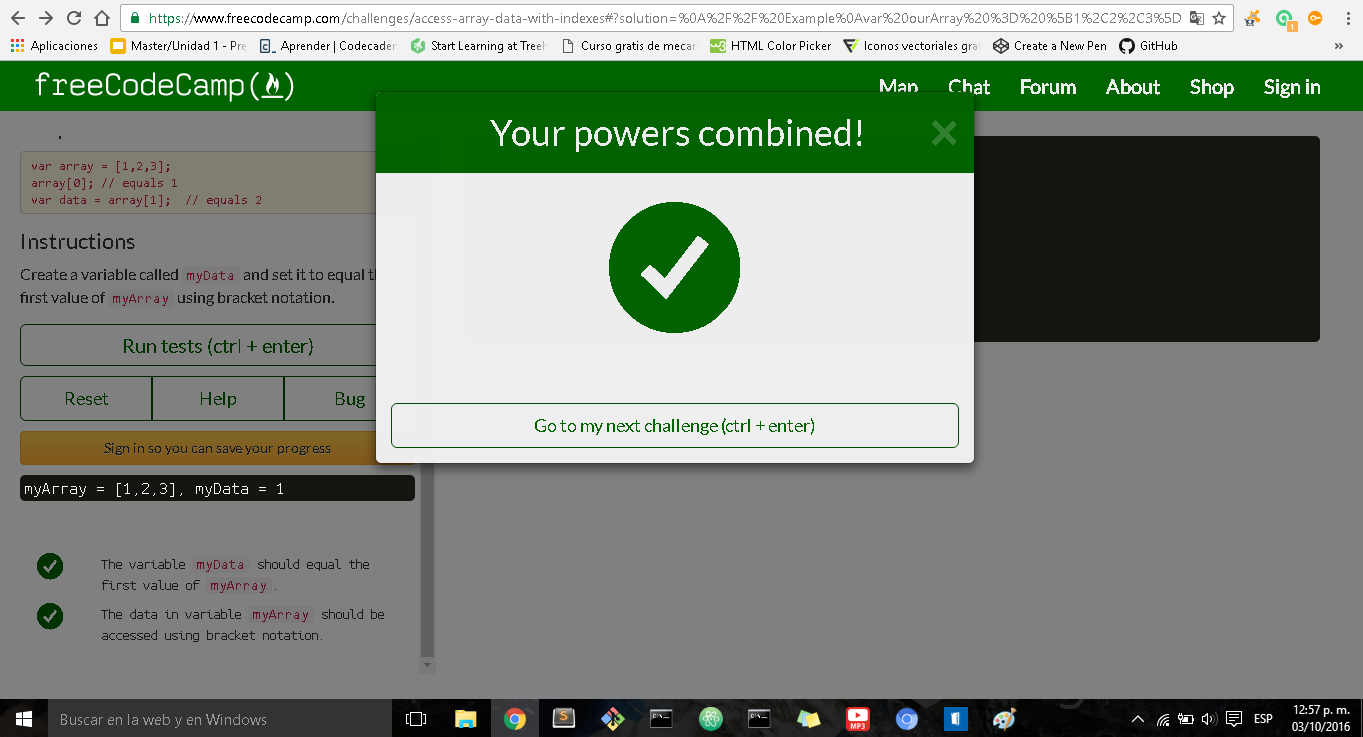 https://www.freecodecamp.com/challenges/access-array-data-with-indexes#?solution=%0A%2F%2F%20Example%0Avar%20ourArray%20%3D%20%5B1%2C2%2C3%5D
Aplicaciones Master/Unidad 1 - Pre Aprender | Codecader Start Learning at Treeh Curso gratis de mecar HTML Color Picker Iconos vectoriales gra Create a New Pen GitHub »
freeCodeCamp Map Chat Forum About Shop Sign in
Your powers combined!
var array = [1,2,3];
array[0]; // equals 1
var data = array[1];  // equals 2
Instructions
Create a variable called myData and set it to equal th
first value of myArray using bracket notation.
Run tests (ctrl + enter)
Reset Help Bug
Sign in so you can save your progress
myArray = [1,2,3], myData = 1
The variable myData should equal the
first value of myArray .
The data in variable myArray should be
accessed using bracket notation.
Go to my next challenge (ctrl + enter)
Buscar en la web y en Windows
MP3
ESP
12:57 p. m.
03/10/2016